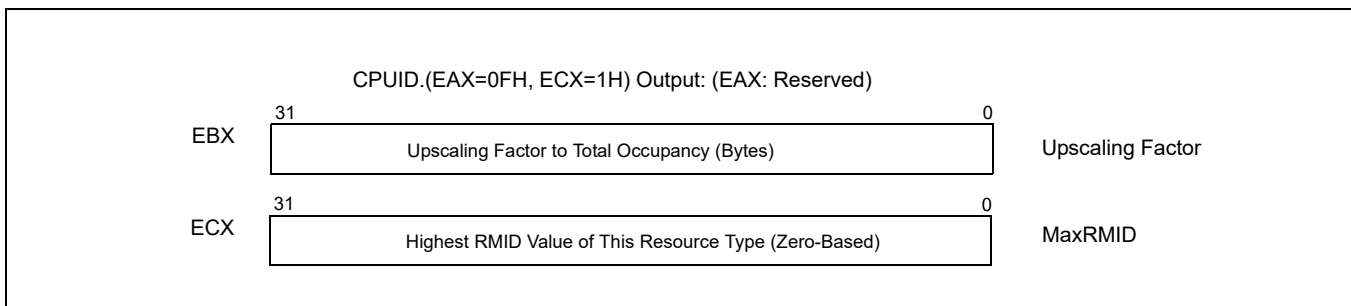 CPUID.(EAX=0FH, ECX=1H) Output: (EAX: Reserved)
31 0
EBX Upscaling Factor to Total Occupancy (Bytes) Upscaling Factor
31 0
ECX Highest RMID Value of This Resource Type (Zero-Based) MaxRMID